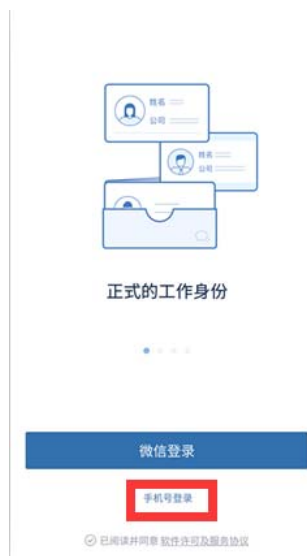 姓名
公司
姓名
公司
正式的工作身份
微信登录
手机号登录
已阅读并同意 软件许可及服务协议